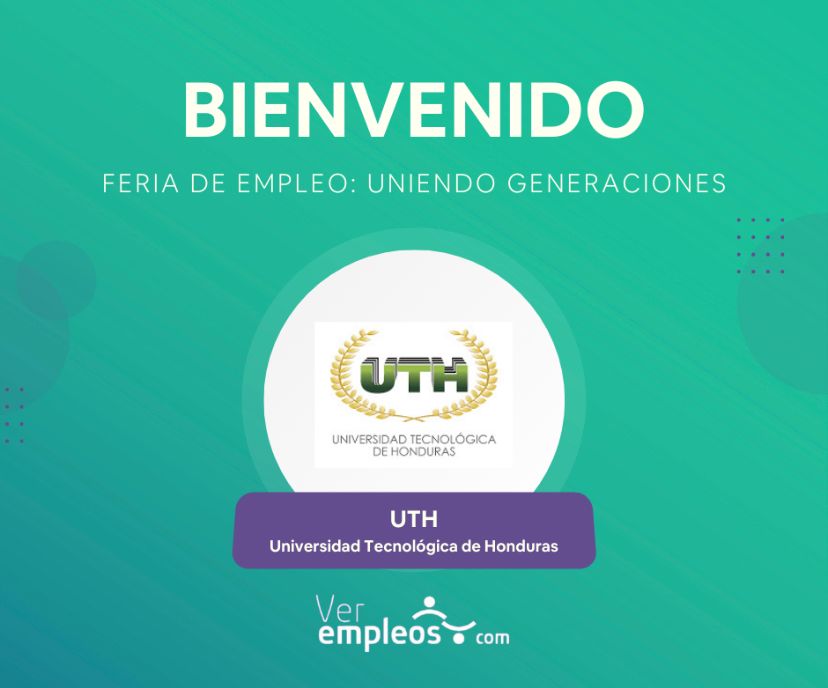 BIENVENIDO
FERIA DE EMPLEO: UNIENDO GENERACIONES
UTH
UNIVERSIDAD TECNOLÓGICA
DE HONDURAS
UTH
Universidad Tecnológica de Honduras
Ver
empleos.com